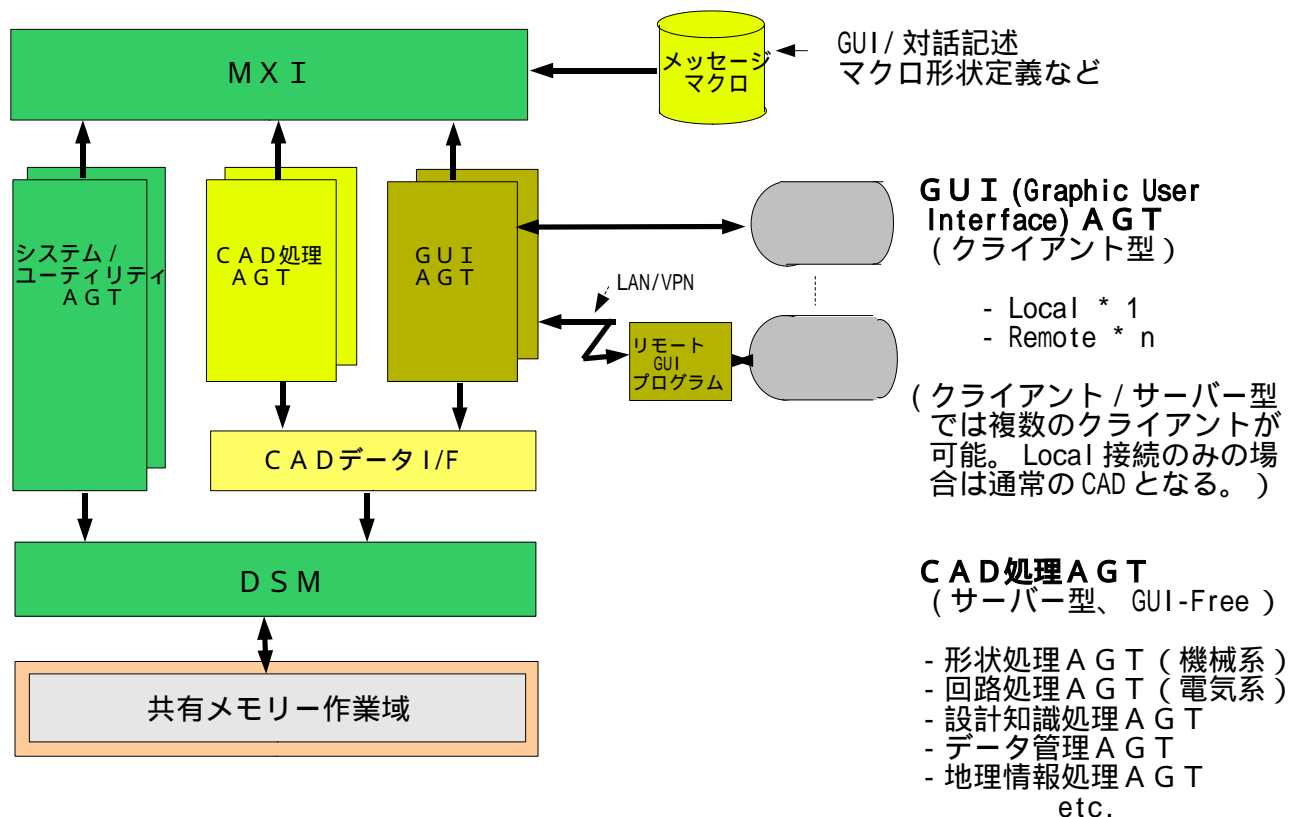 ＭＸＩ
メッセージ
マクロ
GUI/ 対話記述
マクロ形状定義など
システム /
ユーティリティ
ＡＧＴ
ＣＡＤ処理
ＡＧＴ
ＧＵＩ
ＡＧＴ
LAN/VPN
リモート
GUI
プログラム
ＣＡＤデータ I/F
ＤＳＭ
共有メモリー作業域
ＧＵＩ (Graphic User
Interface) ＡＧＴ
( クライアント型 )
- Local * 1
- Remote * n
( クライアント / サーバー型
では複数のクライアントが
可能。 Local 接続のみの場
合は通常の CAD となる。 )
ＣＡＤ処理ＡＧＴ
( サーバー型、 GUI-Free )
- 形状処理ＡＧＴ ( 機械系 )
- 回路処理ＡＧＴ ( 電気系 )
- 設計知識処理ＡＧＴ
- データ管理ＡＧＴ
- 地理情報処理ＡＧＴ
etc.